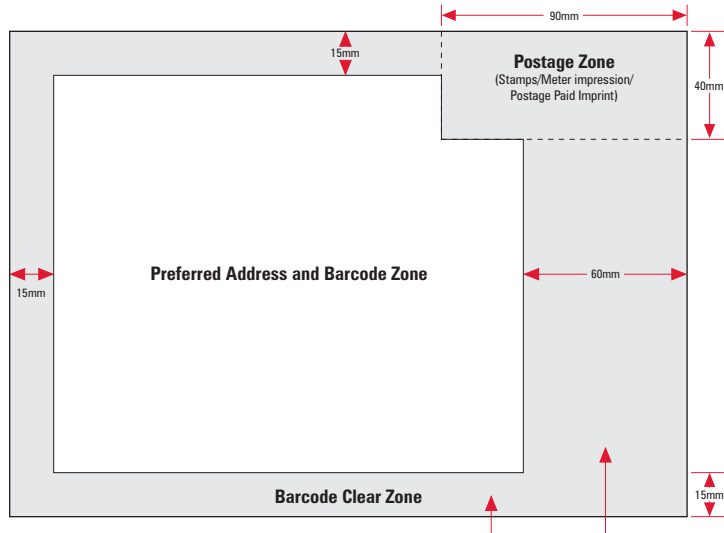 90mm
15mm
Postage Zone
(Stamps/Meter impression/
Postage Paid Imprint)
40mm
Preferred Address and Barcode Zone
15mm
60mm
Barcode Clear Zone
15mm